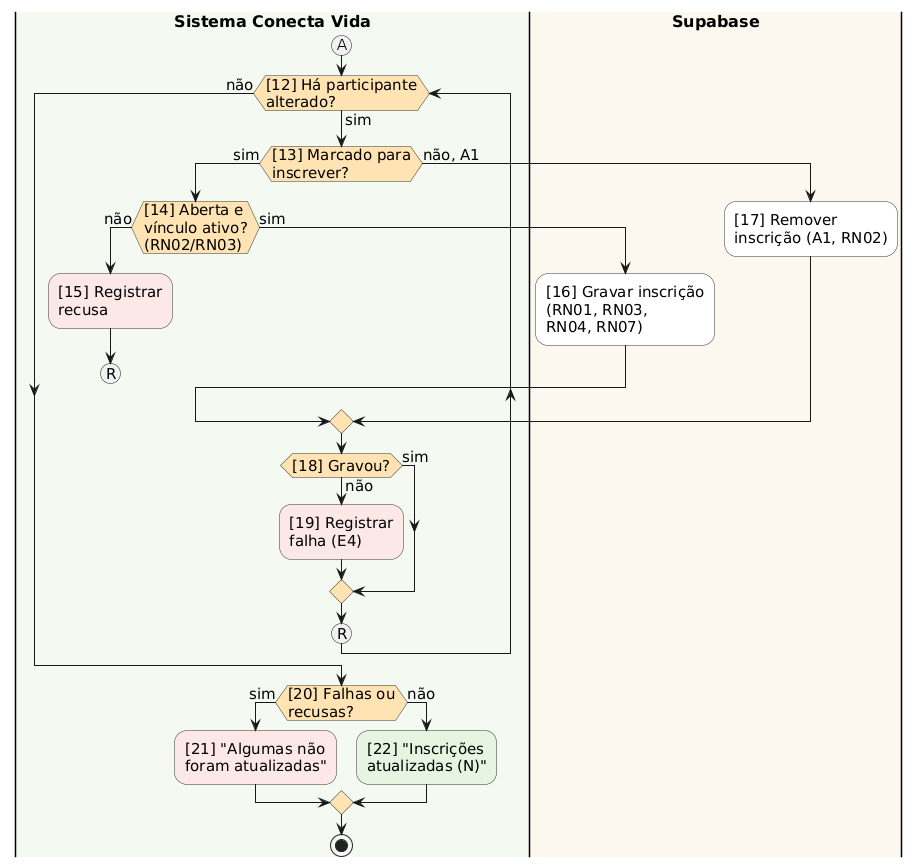 Sistema Conecta Vida
Supabase
A
não
[12] Há participante
alterado?
sim
sim
[13] Marcado para
inscrever?
não, A1
não
[14] Aberta e
vínculo ativo?
(RN02/RN03)
sim
[17] Remover
inscrição (A1, RN02)
[15] Registrar
recusa
[16] Gravar inscrição
(RN01, RN03,
RN04, RN07)
R
[18] Gravou?
sim
não
[19] Registrar
falha (E4)
R
sim
[20] Falhas ou
recusas?
não
[21] "Algumas não
foram atualizadas"
[22] "Inscrições
atualizadas (N)"